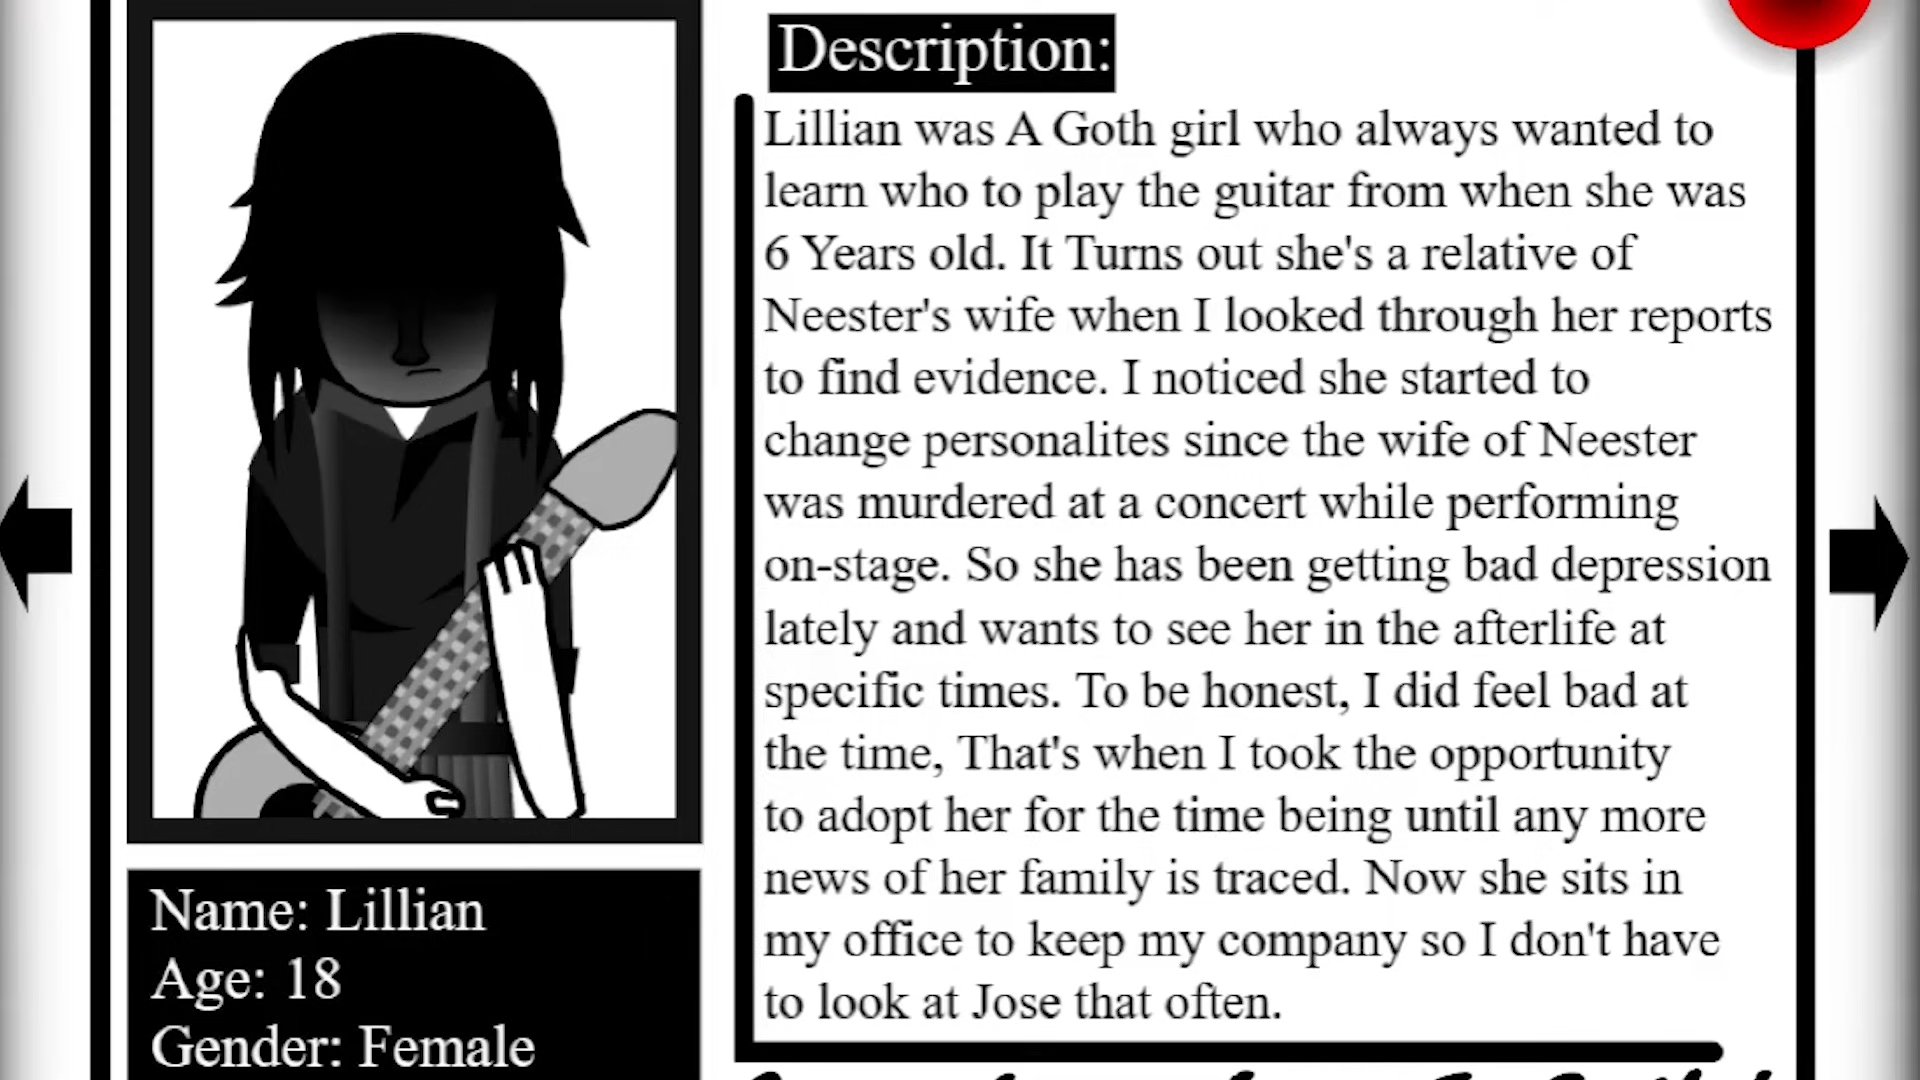 Description:
Lillian was A Goth girl who always wanted to
learn who to play the guitar from when she was
6 Years old. It Turns out she's a relative of
Neester's wife when I looked through her reports
to find evidence. I noticed she started to
change personalites since the wife of Neester
was murdered at a concert while performing
on-stage. So she has been getting bad depression
lately and wants to see her in the afterlife at
specific times. To be honest, I did feel bad at
the time, That's when I took the opportunity
to adopt her for the time being until any more
news of her family is traced. Now she sits in
my office to keep my company so I don't have
to look at Jose that often.
Name: Lillian
Age: 18
Gender: Female